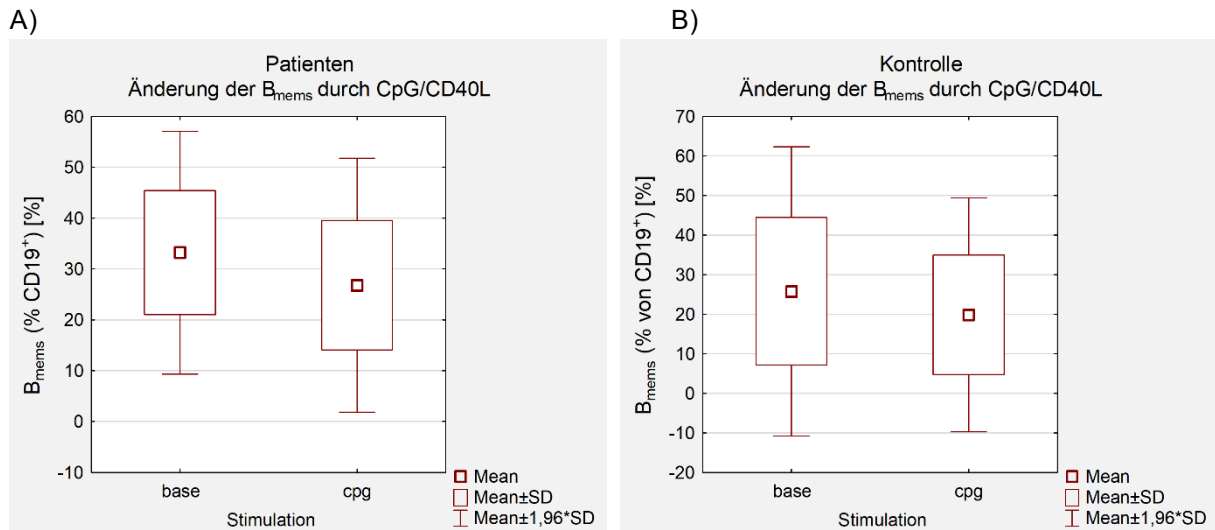 A)
Patienten
Änderung der Bmems durch CpG/CD40L
Bmems (% CD19+) [%]
60
50
40
30
20
10
0
-10
base
cpg
Stimulation
Mean
Mean±SD
Mean±1,96*SD
B)
Kontrolle
Änderung der Bmems durch CpG/CD40L
Bmems (% von CD19+) [%]
70
60
50
40
30
20
10
0
-10
-20
base
cpg
Stimulation
Mean
Mean±SD
Mean±1,96*SD